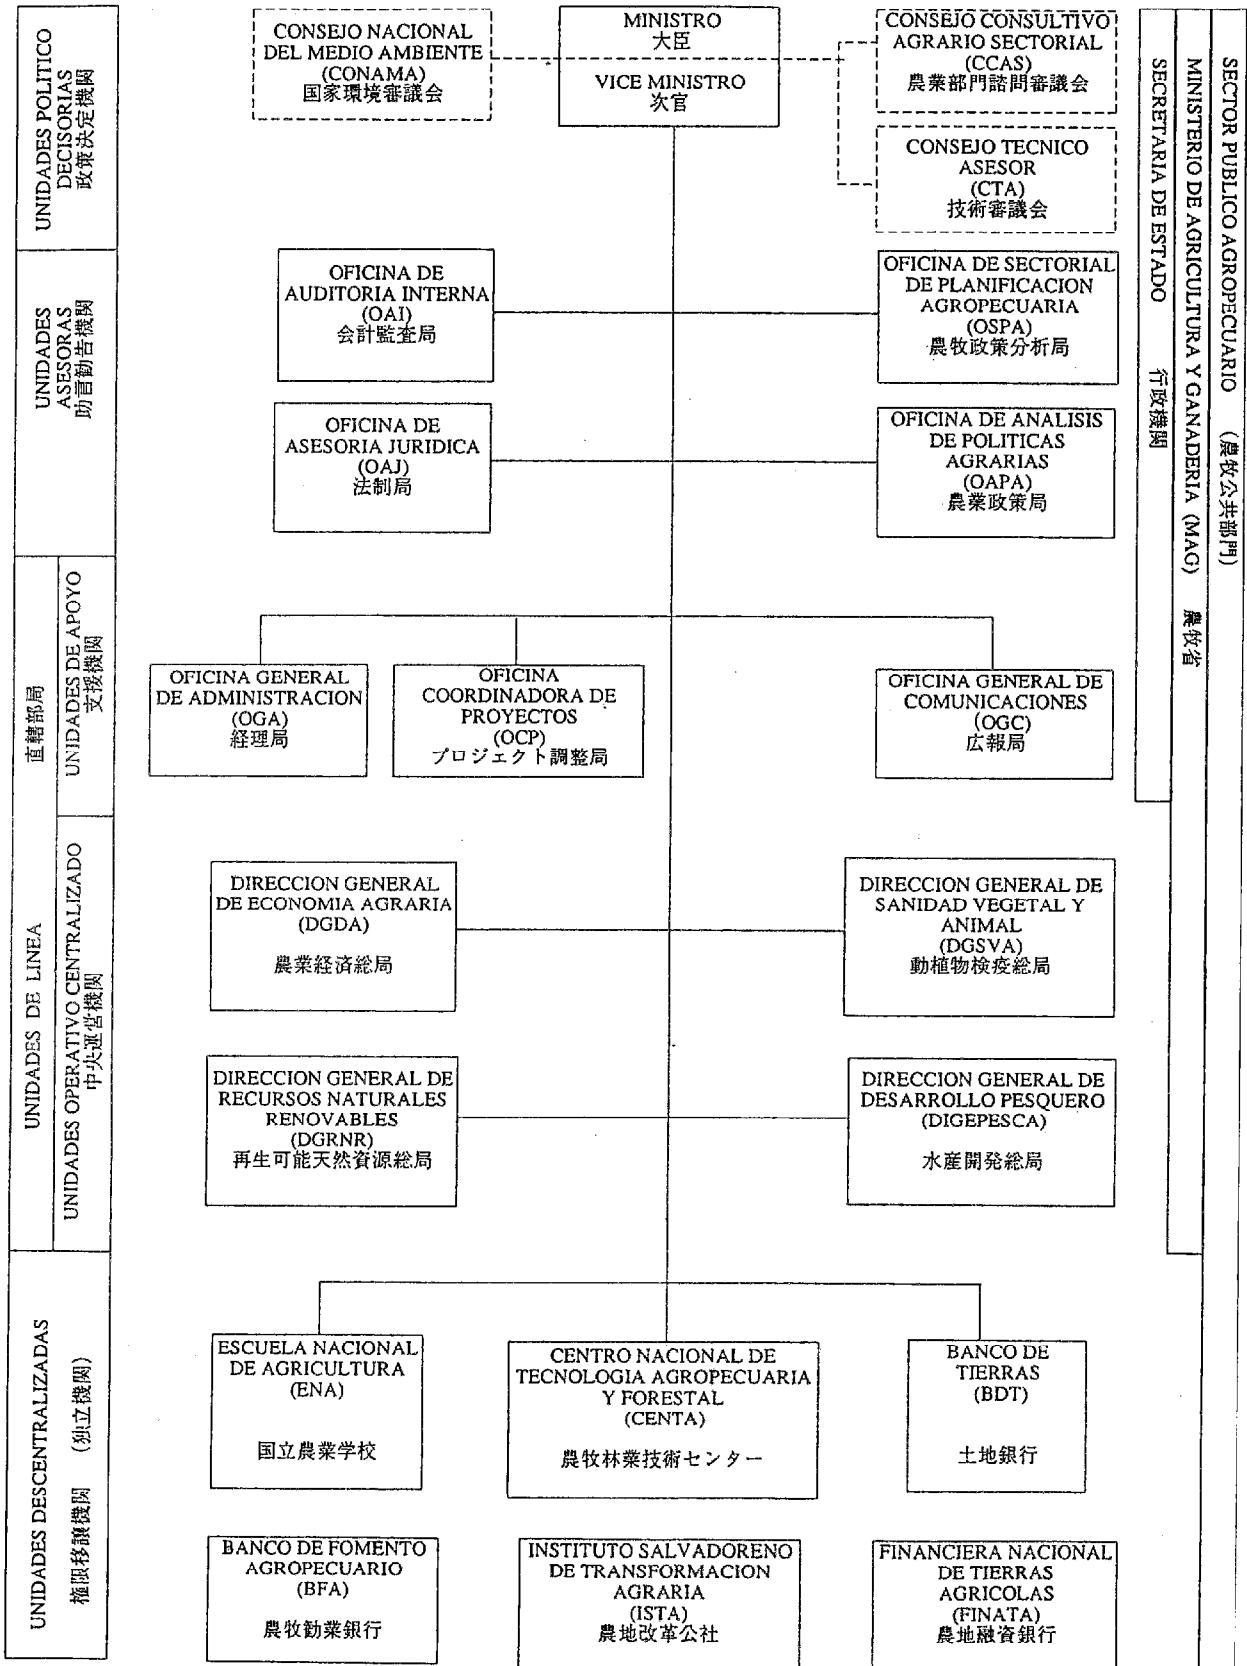 CONSEJO NACIONAL
DEL MEDIO AMBIENTE
(CONAMA)
国家環境審議会
MINISTRO
大臣
VICE MINISTRO
次官
CONSEJO CONSULTIVO
AGRARIO SECTORIAL
(CCAS)
農業部門諮問審議会
CONSEJO TECNICO
ASESOR
(CTA)
技術審議会
OFICINA DE
AUDITORIA INTERNA
(OAI)
会計監査局
OFICINA DE SECTORIAL
DE PLANIFICACION
AGROPECUARIA
(OSPA)
農牧政策分析局
OFICINA DE
ASESORIA JURIDICA
(OAJ)
法制局
OFICINA DE ANALISIS
DE POLITICAS
AGRARIAS
(OAPA)
農業政策局
OFICINA GENERAL
DE ADMINISTRACION
(OGA)
経理局
OFICINA
COORDINADORA DE
PROYECTOS
(OCP)
プロジェクト調整局
OFICINA GENERAL DE
COMUNICACIONES
(OGC)
広報局
DIRECCION GENERAL
DE ECONOMIA AGRARIA
(DGDA)
農業経済総局
DIRECCION GENERAL DE
SANIDAD VEGETAL Y
ANIMAL
(DGSVA)
動植物検疫総局
DIRECCION GENERAL DE
RECURSOS NATURALES
RENOVABLES
(DGRNR)
再生可能天然資源総局
DIRECCION GENERAL DE
DESARROLLO PESQUERO
(DIGEPESCA)
水産開発総局
ESCUELA NACIONAL
DE AGRICULTURA
(ENA)
国立農業学校
CENTRO NACIONAL DE
TECNOLOGIA AGROPECUARIA
Y FORESTAL
(CENTA)
農牧林業技術センター
BANCO DE
TIERRAS
(BDT)
土地銀行
BANCO DE FOMENTO
AGROPECUARIO
(BFA)
農牧勧業銀行
INSTITUTO SALVADORENO
DE TRANSFORMACION
AGRARIA
(ISTA)
農地改革公社
FINANCIERA NACIONAL
DE TIERRAS
AGRICOLAS
(FINATA)
農地融資銀行
UNIDADES POLITICO
DECISORIAS
政策決定機関
UNIDADES
ASESORAS
助言勧告機関
UNIDADES DE LINEA 直轄部局
UNIDADES DE APOYO
支援機関
UNIDADES OPERATIVO CENTRALIZADO
中央運営機関
UNIDADES DESCENTRALIZADAS
権限移譲機関 (独立機関)
SECTOR PUBLICO AGROPECUARIO (農牧公共部門)
MINISTERIO DE AGRICULTURA Y GANADERIA (MAG) 農牧省
SECRETARIA DE ESTADO 行政機関